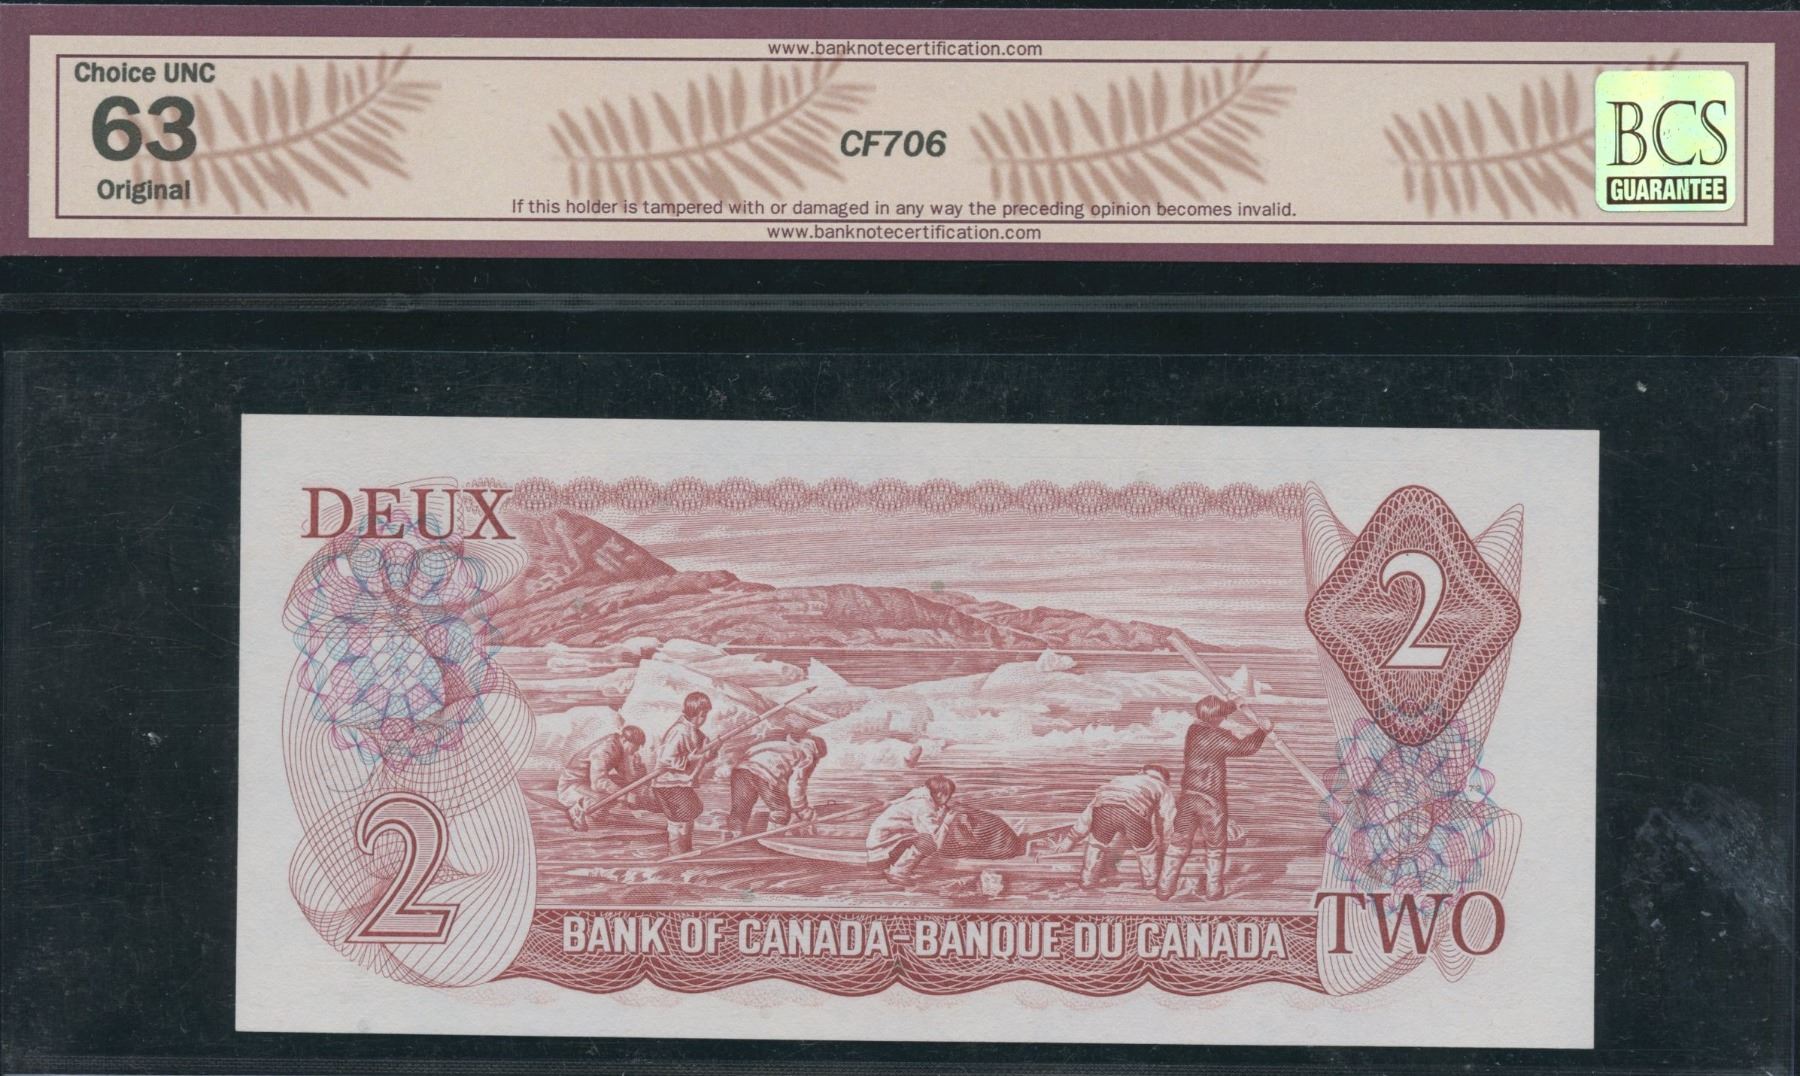 www.banknotecertification.com
Choice UNC
63
Original
CF706
BCS
GUARANTEE
If this holder is tampered with or damaged in any way the preceding opinion becomes invalid.
www.banknotecertification.com
DEUX
2
2
BANK OF CANADA-BANQUE DU CANADA
TWO